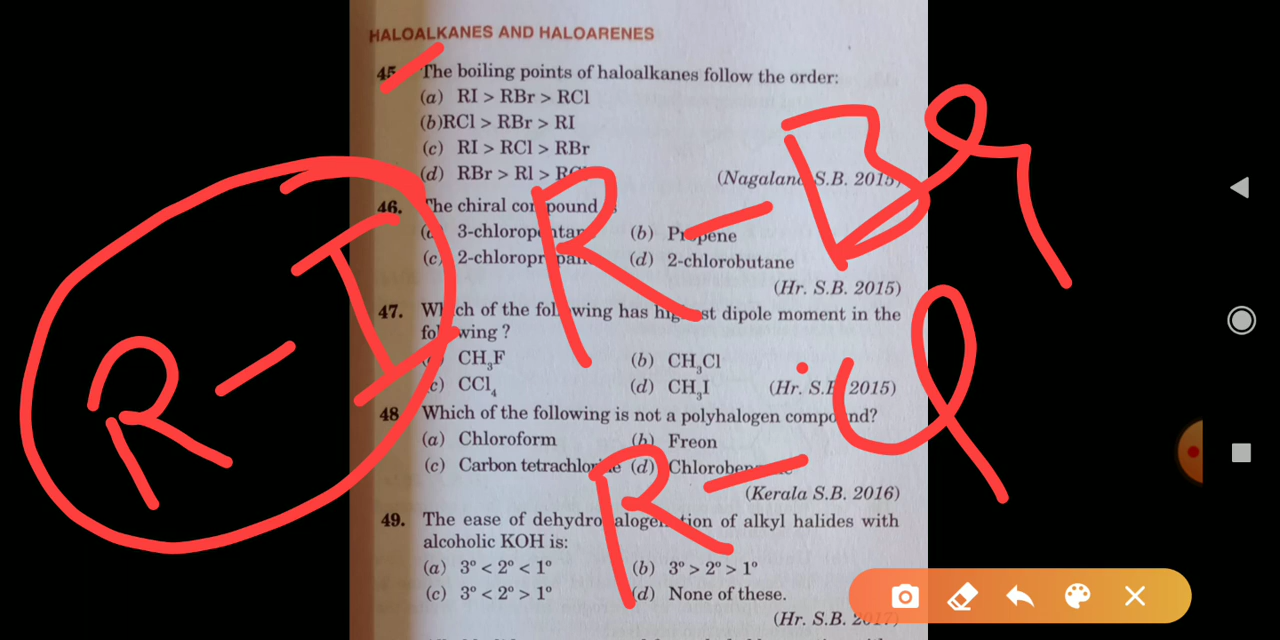 HALOALKANES AND HALOARENES
45. The boiling points of haloalkanes follow the order:
(a) RI > RBr > RCl
(b)RCl > RBr > RI
(c) RI > RCl > RBr
(d) RBr > Rl >
(Nagaland S.B. 2015)
46. The chiral compound
3-chloropentan (b) Propene
(c) 2-chloropropan (d) 2-chlorobutane
(Hr. S.B. 2015)
47. Which of the following has highest dipole moment in the
following ?
CH₃F (b) CH₃Cl
(c) CCl₄ (d) CH₃I (Hr. S.B. 2015)
48 Which of the following is not a polyhalogen compound?
(a) Chloroform (b) Freon
(c) Carbon tetrachloride (d)
(Kerala S.B. 2016)
49. The ease of dehydrohalogenation of alkyl halides with
alcoholic KOH is:
(a) 3° < 2° < 1° (b) 3° > 2° > 1°
(c) 3° < 2° > 1° (d) None of these.
(Hr. S.B. 2017)
R-I
R-Br
R-Cl